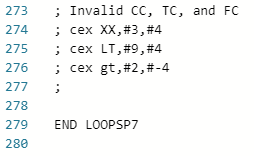 273 ; Invalid CC, TC, and FC
274 ; cex XX,#3,#4
275 ; cex LT,#9,#4
276 ; cex gt,#2,#-4
277 ;
278
279 END LOOPSP7
280